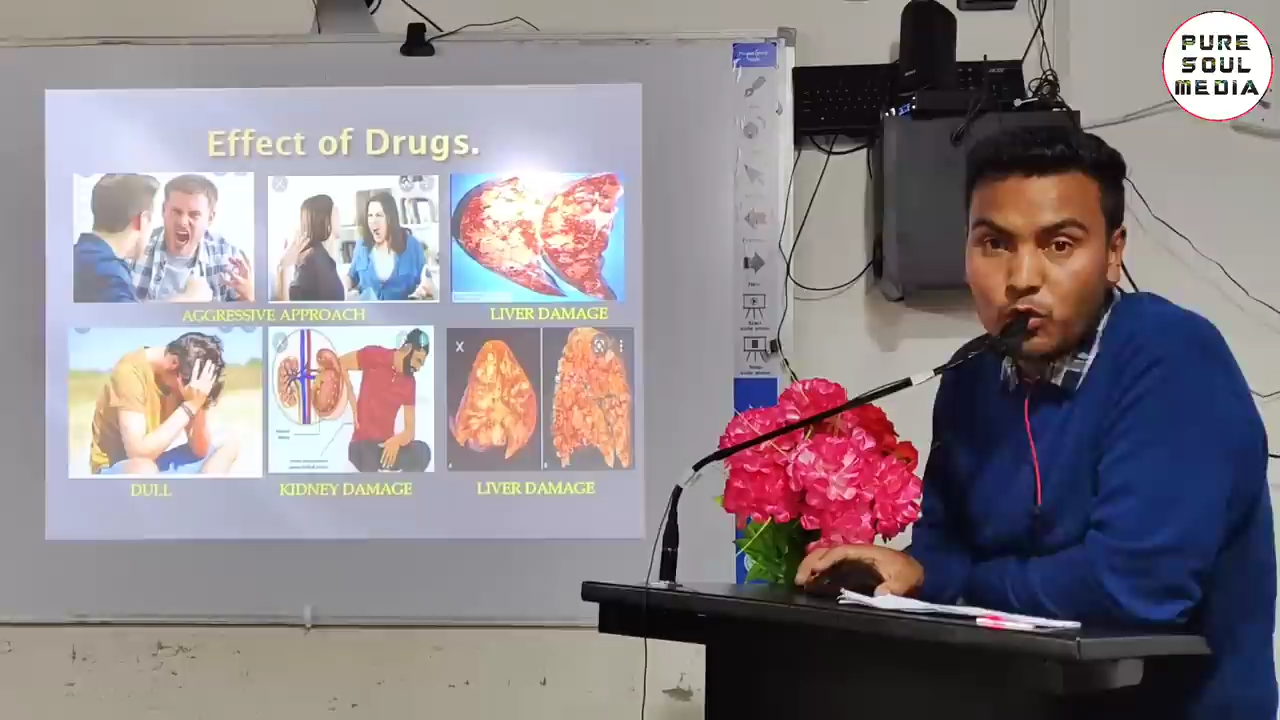 Effect of Drugs.
AGGRESSIVE APPROACH
LIVER DAMAGE
DULL
KIDNEY DAMAGE
LIVER DAMAGE
PURE
SOUL
MEDIA